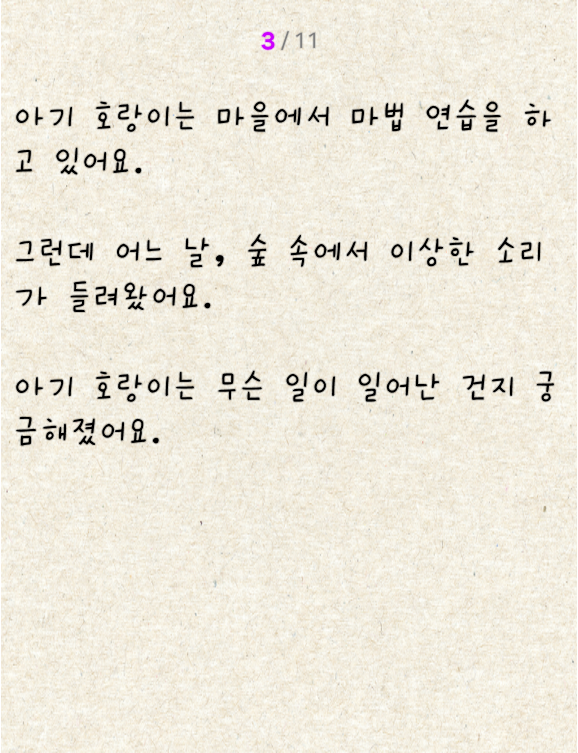 3 / 11
아기 호랑이는 마을에서 마법 연습을 하
고 있어요.
그런데 어느 날, 숲 속에서 이상한 소리
가 들려왔어요.
아기 호랑이는 무슨 일이 일어난 건지 궁
금해졌어요.